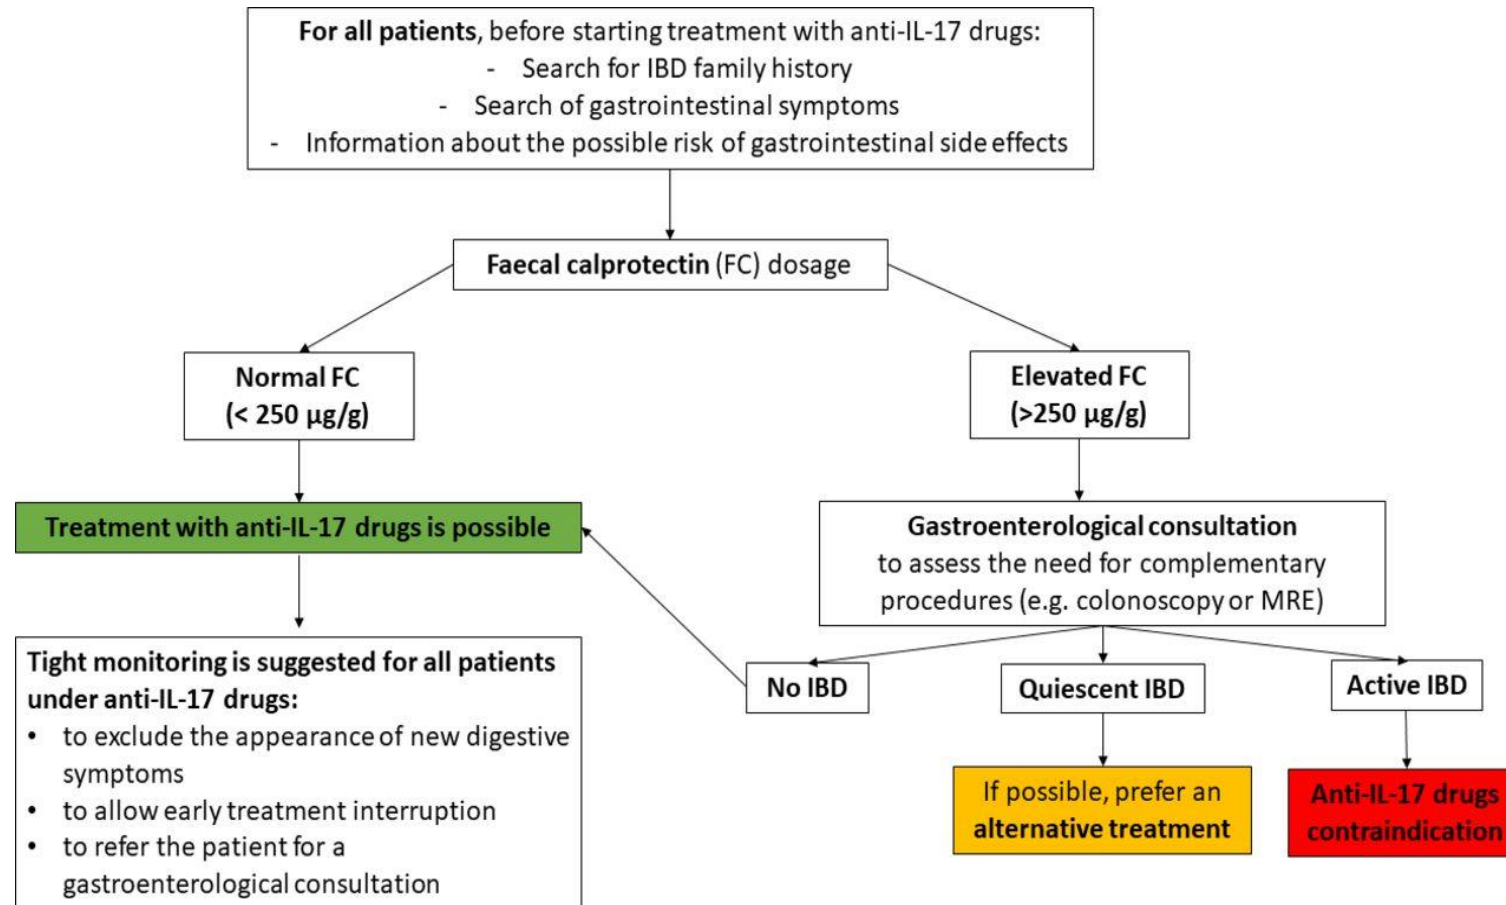 For all patients, before starting treatment with anti-IL-17 drugs:
- Search for IBD family history
- Search of gastrointestinal symptoms
- Information about the possible risk of gastrointestinal side effects
Faecal calprotectin (FC) dosage
Normal FC
(< 250 µg/g)
Elevated FC
(>250 µg/g)
Treatment with anti-IL-17 drugs is possible
Gastroenterological consultation
to assess the need for complementary
procedures (e.g. colonoscopy or MRE)
Tight monitoring is suggested for all patients
under anti-IL-17 drugs:
• to exclude the appearance of new digestive
symptoms
• to allow early treatment interruption
• to refer the patient for a
gastroenterological consultation
No IBD
Quiescent IBD
Active IBD
If possible, prefer an
alternative treatment
Anti-IL-17 drugs
contraindication